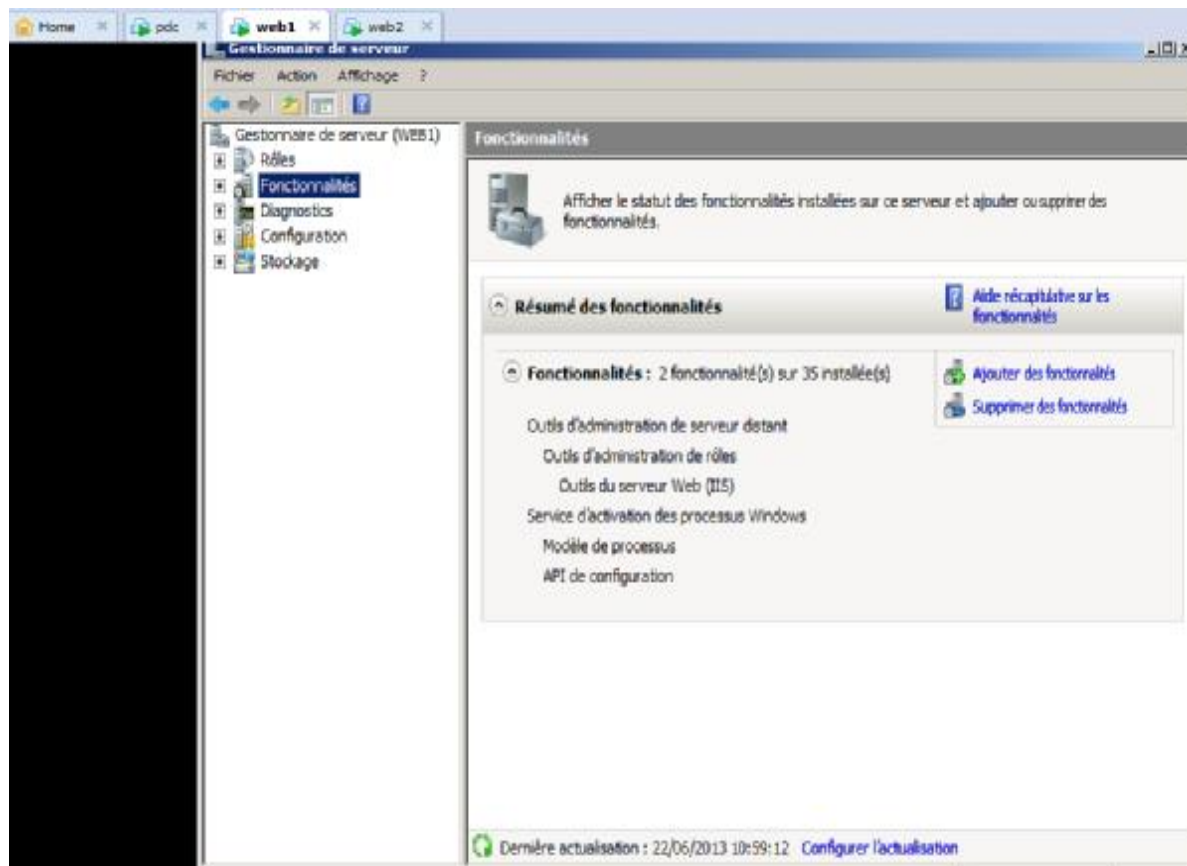 Home
pdc
web1
web2
Gestionnaire de serveur
Fichier Action Affichage ?
Gestionnaire de serveur (WEB1)
Rôles
Fonctionnalités
Diagnostics
Configuration
Stockage
Fonctionnalités
Afficher le statut des fonctionnalités installées sur ce serveur et ajouter ou supprimer des
fonctionnalités.
Résumé des fonctionnalités
Aide récapitulative sur les
fonctionnalités
Fonctionnalités : 2 fonctionnalité(s) sur 35 installée(s)
Ajouter des fonctionnalités
Supprimer des fonctionnalités
Outils d'administration de serveur distant
Outils d'administration de rôles
Outils du serveur Web (IIS)
Service d'activation des processus Windows
Modèle de processus
API de configuration
Dernière actualisation : 22/06/2013 10:59:12 Configurer l'actualisation